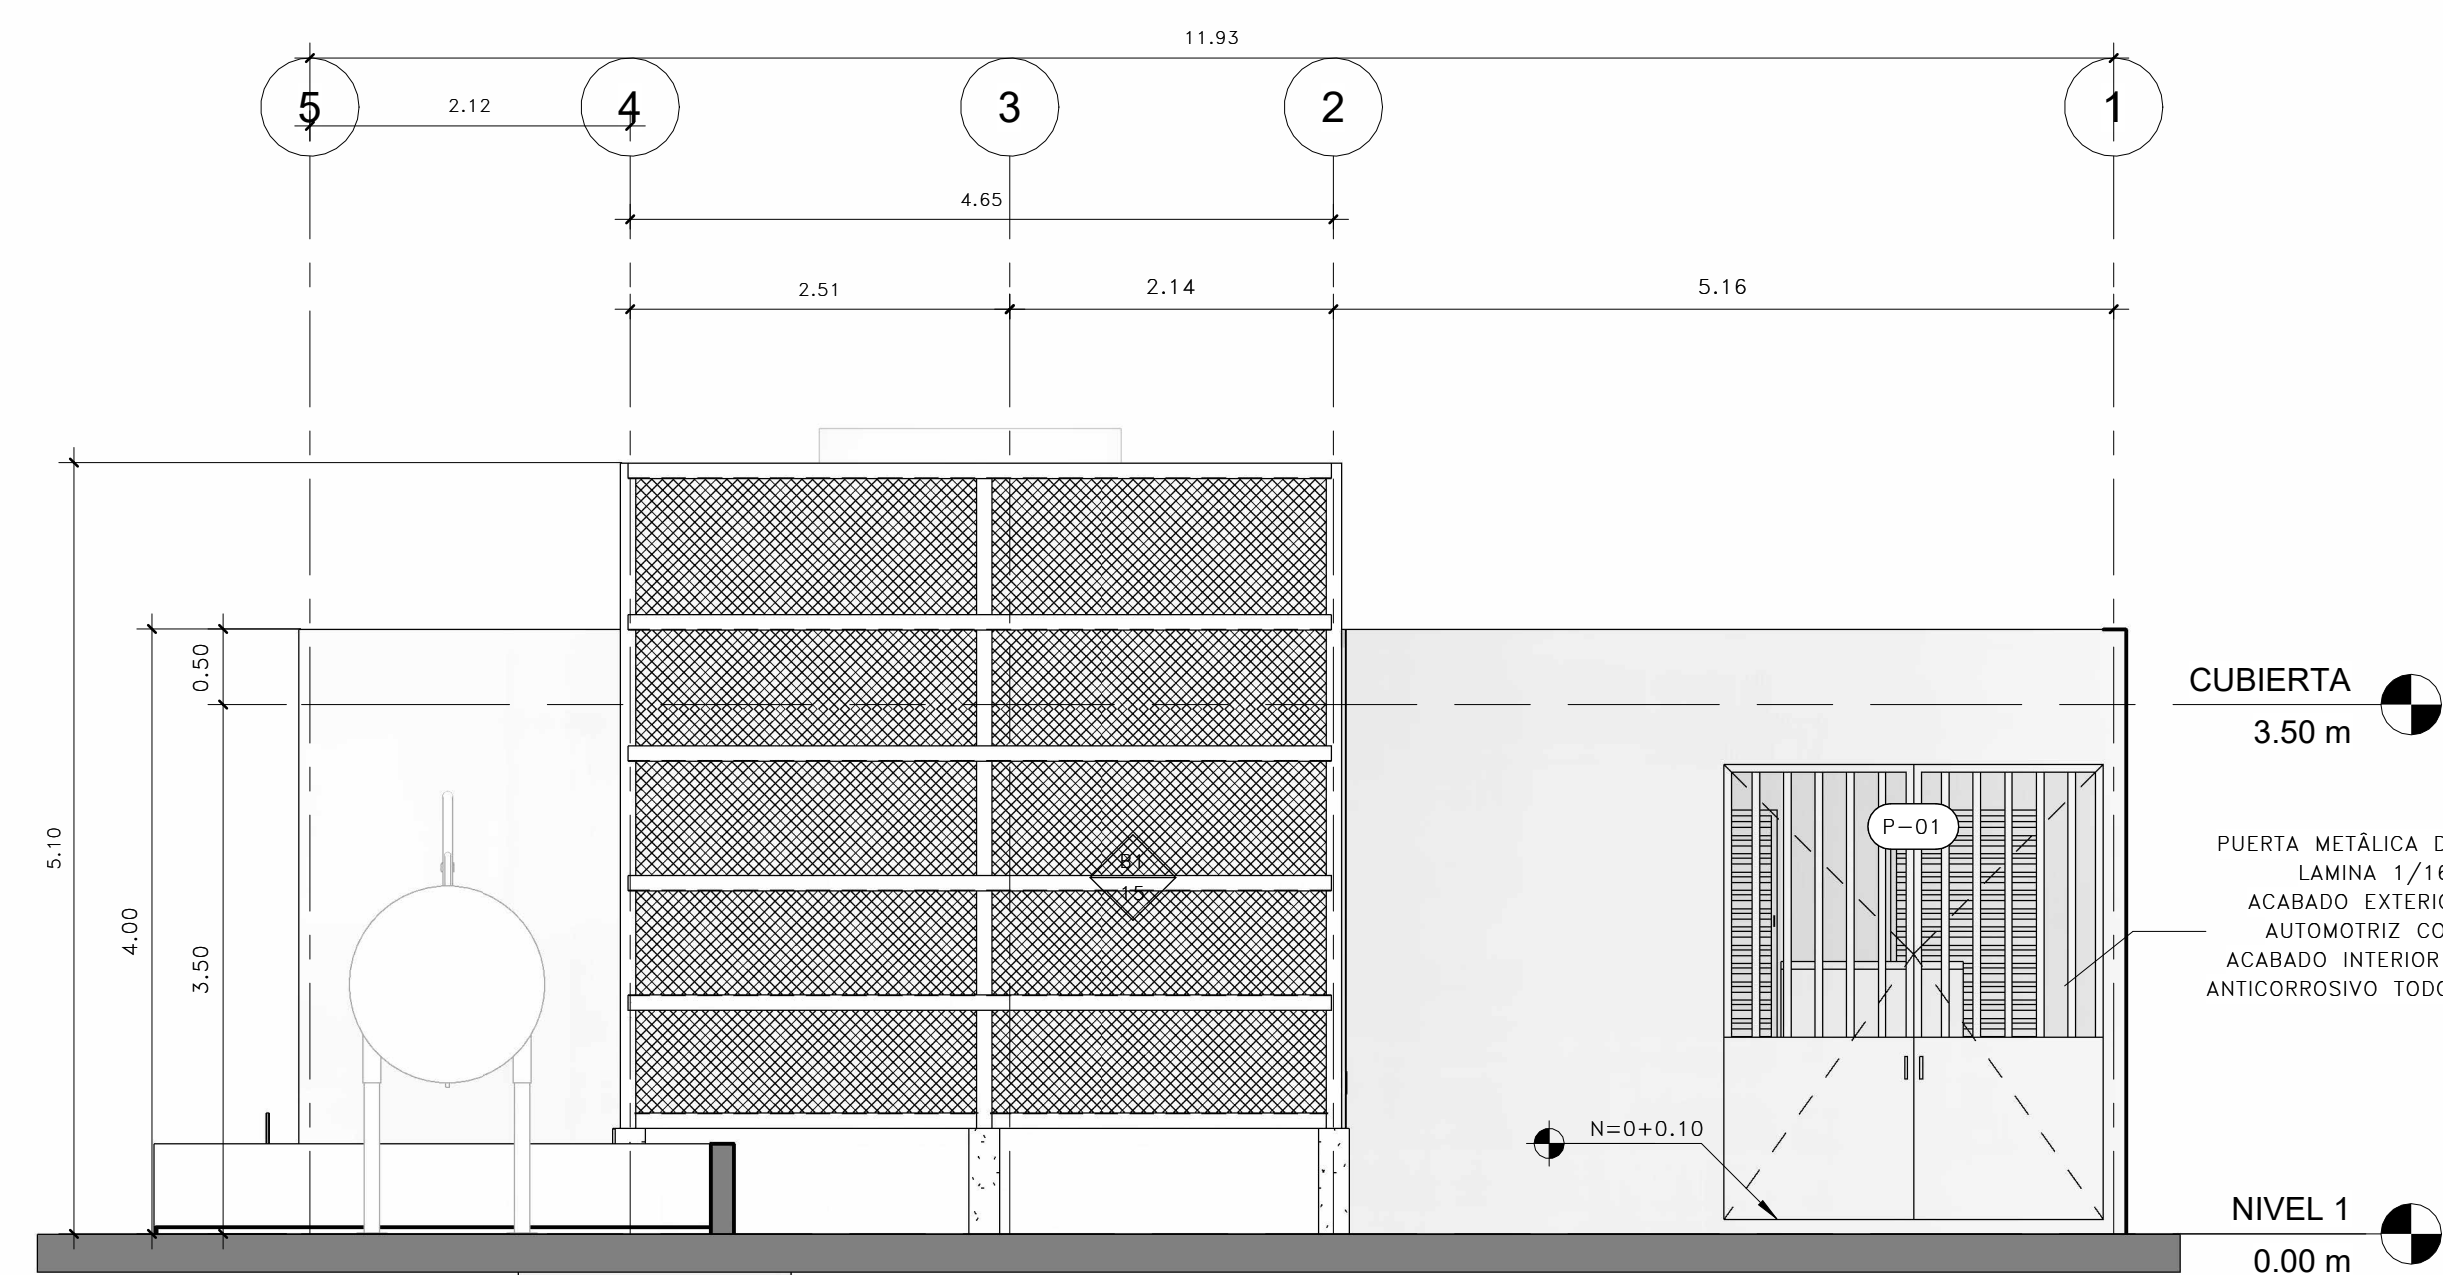 11.93
5
4
3
2
1
2.12
4.65
2.51
2.14
5.16
0.50
5.10
4.00
3.50
CUBIERTA
3.50 m
P-01
PUERTA METÂLICA D
LAMINA 1/16
ACABADO EXTERIO
AUTOMOTRIZ CO
ACABADO INTERIOR
ANTICORROSIVO TODO
B1
15
N=0+0.10
NIVEL 1
0.00 m